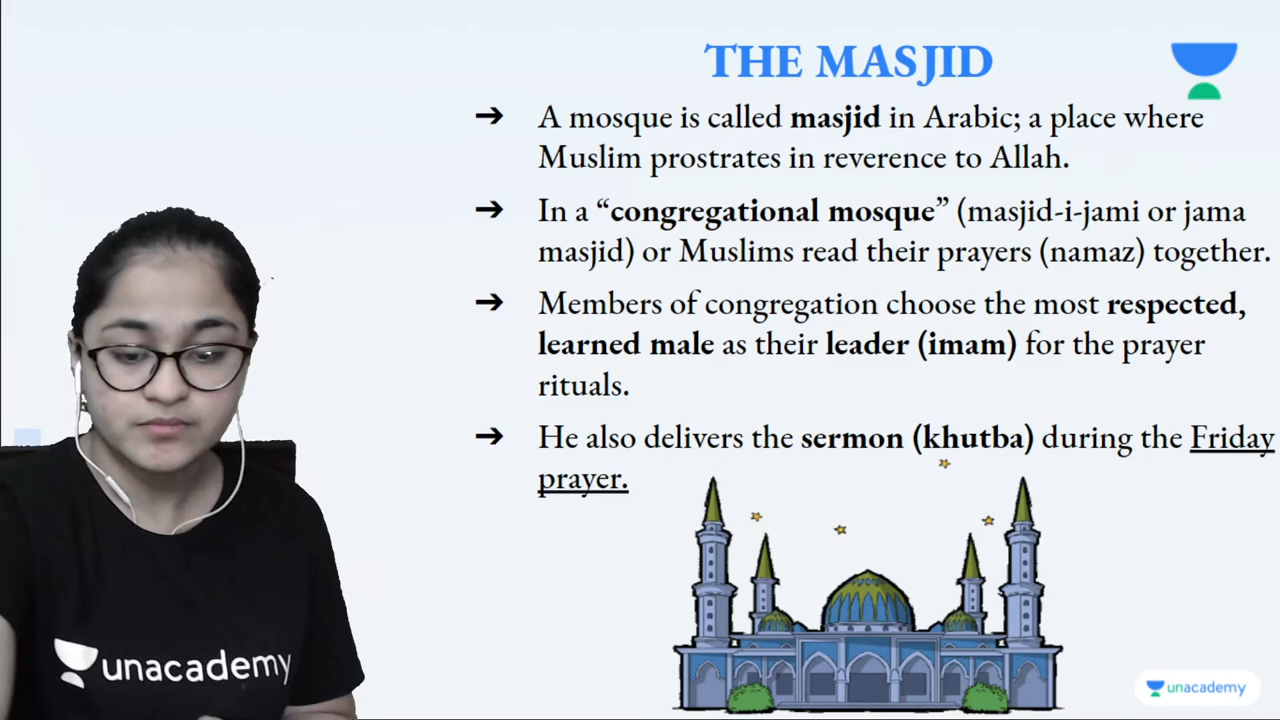 THE MASJID
➔ A mosque is called masjid in Arabic; a place where
Muslim prostrates in reverence to Allah.
➔ In a “congregational mosque” (masjid-i-jami or jama
masjid) or Muslims read their prayers (namaz) together.
➔ Members of congregation choose the most respected,
learned male as their leader (imam) for the prayer
rituals.
➔ He also delivers the sermon (khutba) during the Friday
prayer.
unacademy
unacademy